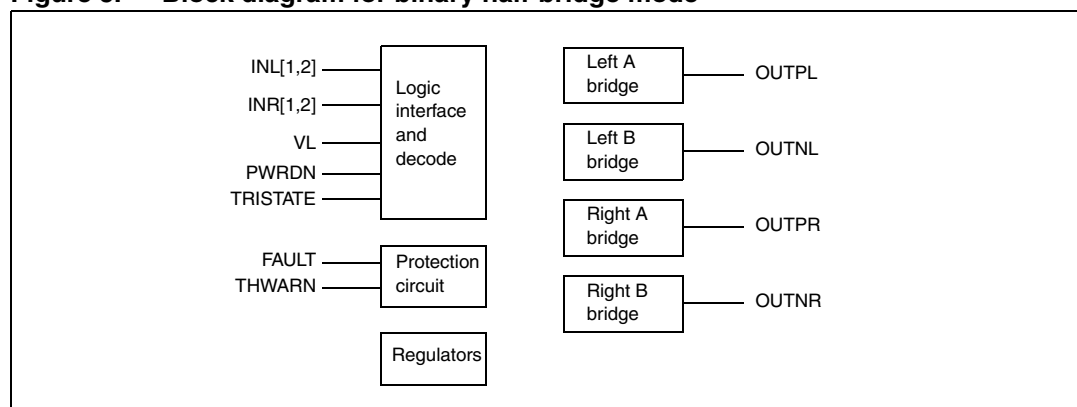 Figure Block diagram for binary half-bridge mode
INL[1,2]
INR[1,2]
VL
PWRDN
TRISTATE
Logic
interface
and
decode
FAULT
THWARN
Protection
circuit
Regulators
Left A
bridge
OUTPL
Left B
bridge
OUTNL
Right A
bridge
OUTPR
Right B
bridge
OUTNR